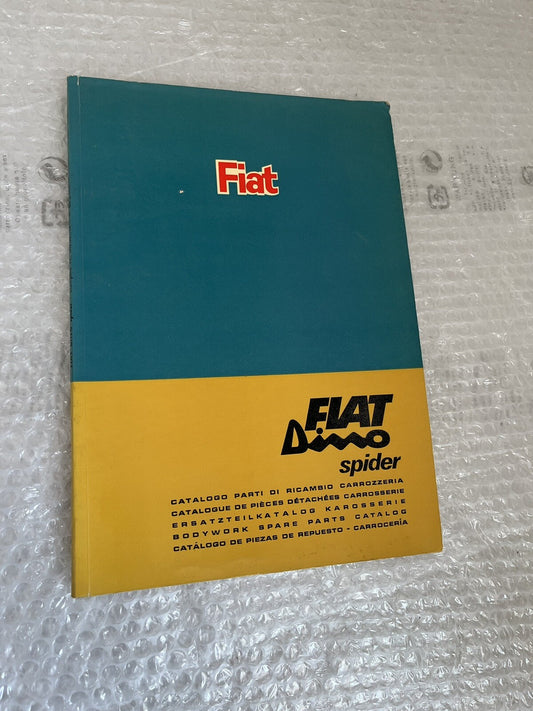 Fiat
FIAT
Dino
spider
CATALOGO PARTI DI RICAMBIO CARROZZERIA
CATALOGUE DE PIÈCES DÉTACHÉES CARROSSERIE
ERSATZTEILKATALOG KAROSSERIE
BODYWORK SPARE PARTS CATALOG
CATÁLOGO DE PIEZAS DE REPUESTO - CARROCERÍA